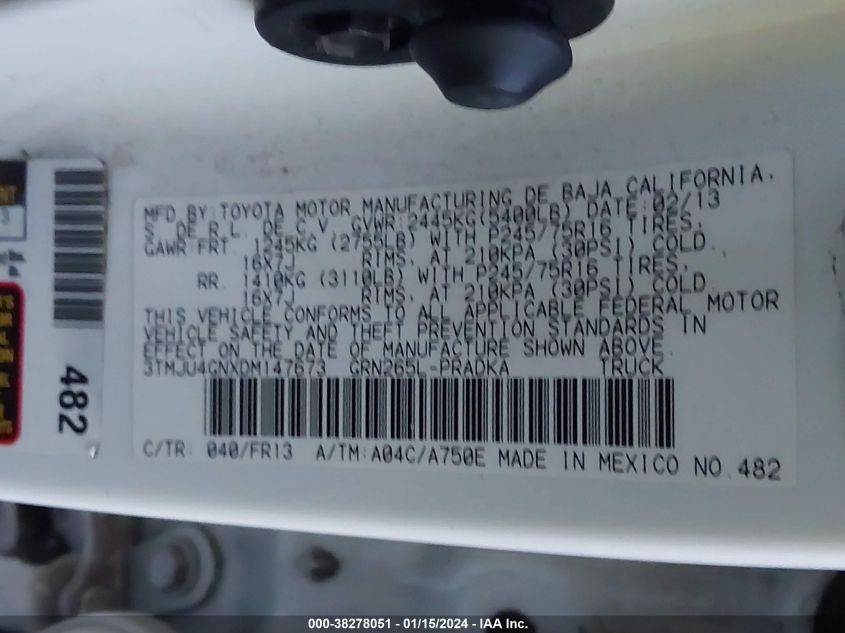 MFD.BY:TOYOTA MOTOR MANUFACTURING DE BAJA CALIFORNIA,
S. DE R.L. DE C.V. GVWR:2445KG(5400LB) DATE:02/13
GAWR:FRT. 1245KG (2755LB) WITH P245/75R16 TIRES,
16X7J RIMS, AT 210KPA (30PSI) COLD.
RR. 1410KG (3110LB) WITH P245/75R16 TIRES,
16X7J RIMS, AT 210KPA (30PSI) COLD.
THIS VEHICLE CONFORMS TO ALL APPLICABLE FEDERAL MOTOR
VEHICLE SAFETY AND THEFT PREVENTION STANDARDS IN
EFFECT ON THE DATE OF MANUFACTURE SHOWN ABOVE.
3TMJU4GNXDM147673 GRN265L-PRADKA TRUCK
C/TR: 040/FR13 A/TM:A04C/A750E MADE IN MEXICO NO.482
482
000-38278051 - 01/15/2024 - IAA Inc.